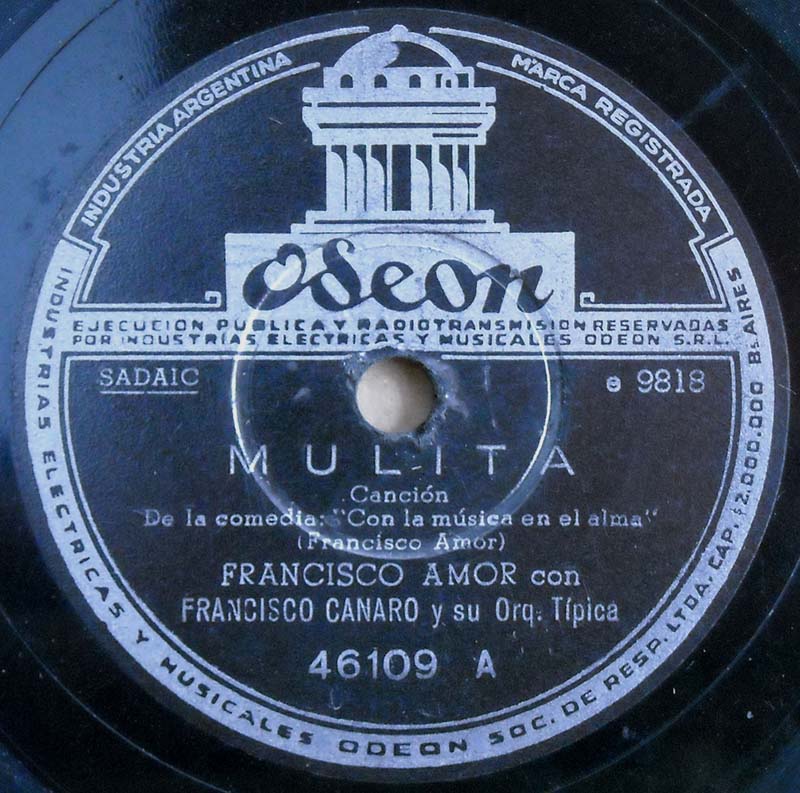 INDUSTRIA ARGENTINA
MARCA REGISTRADA
Odeon
EJECUCION PUBLICA Y RADIOTRANSMISION RESERVADAS
POR INDUSTRIAS ELECTRICAS Y MUSICALES ODEON S.R.L.
SADAIC
e 9818
MULITA
Canción
De la comedia: "Con la música en el alma"
(Francisco Amor)
FRANCISCO AMOR con
FRANCISCO CANARO y su Orq. Típica
46109 A
INDUSTRIAS ELECTRICAS Y MUSICALES ODEON SOC. DE RESP. LTDA. CAP. $2.000.000 Bs. AIRES